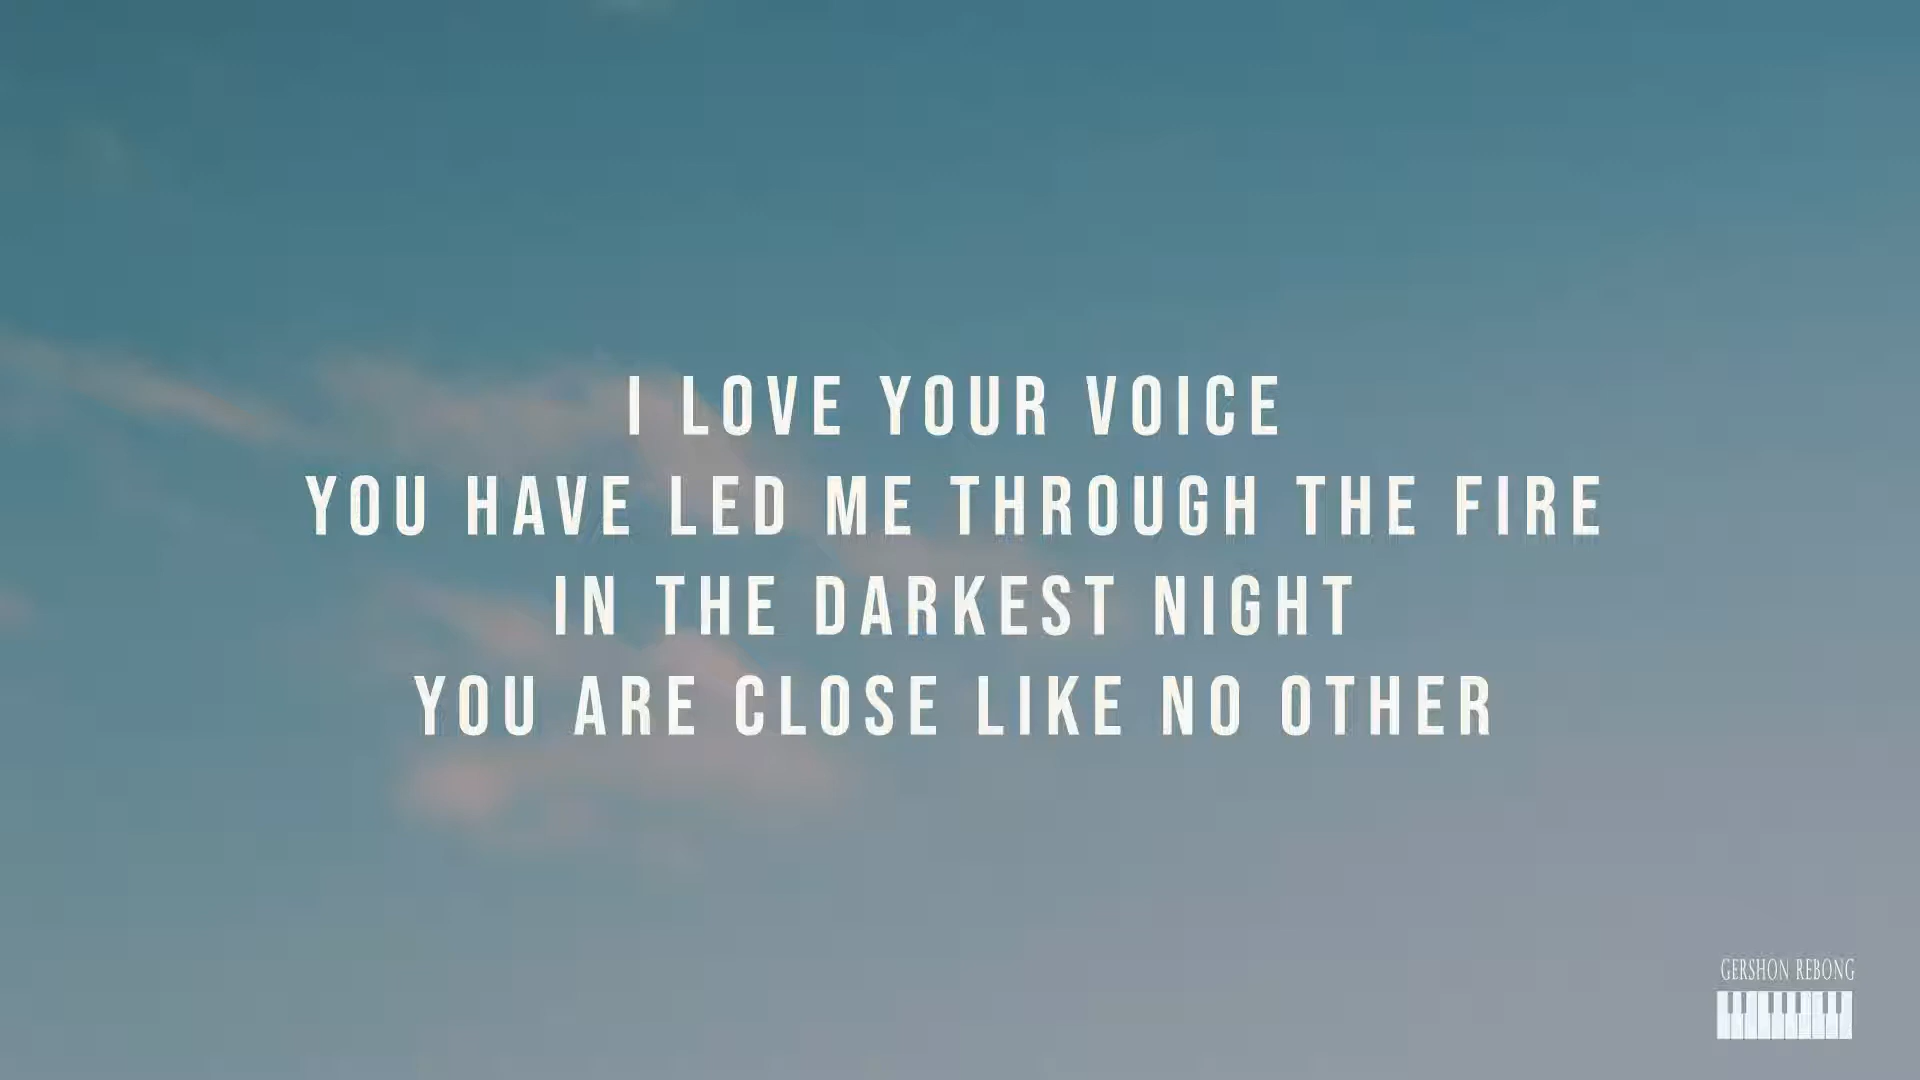 I LOVE YOUR VOICE
YOU HAVE LED ME THROUGH THE FIRE
IN THE DARKEST NIGHT
YOU ARE CLOSE LIKE NO OTHER
GERSHON REBONG